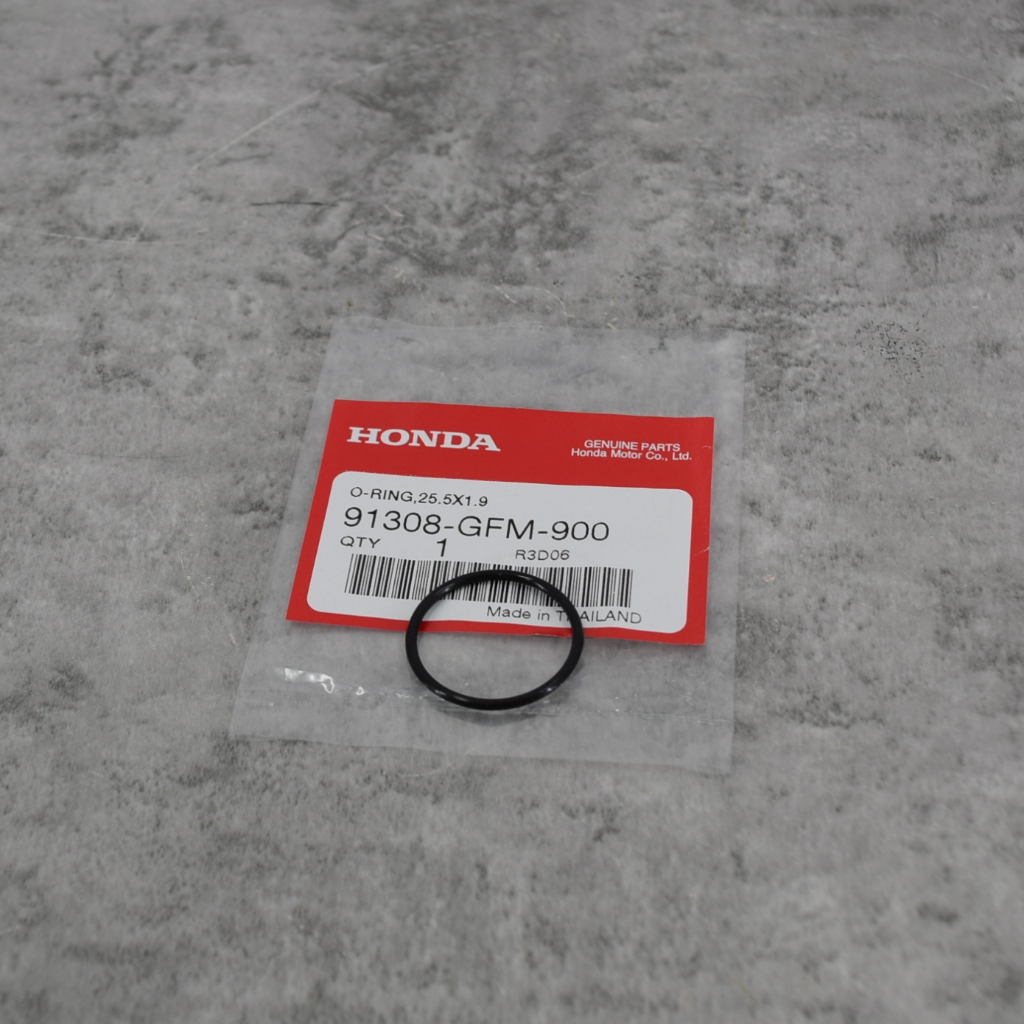 HONDA
GENUINE PARTS
Honda Motor Co., Ltd.
O-RING,25.5X1.9
91308-GFM-900
QTY 1 R3D06
Made in THAILAND